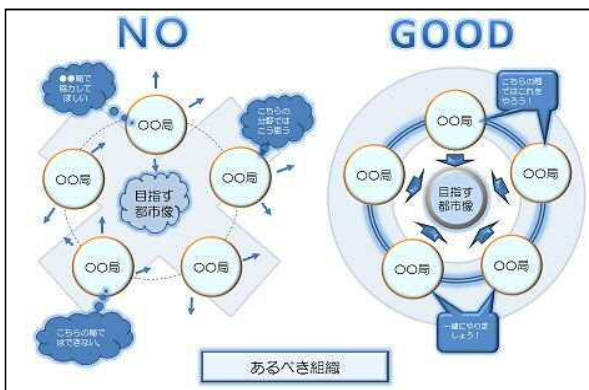 NO
GOOD
●●局で
協力して
ほしい
〇〇局
こちらの
分野では
こう思う
〇〇局
〇〇局
目指す
都市像
〇〇局
〇〇局
こちらの局で
はできない。
こちらの局
ではこれを
やろう！
〇〇局
〇〇局
〇〇局
目指す
都市像
〇〇局
〇〇局
一緒にやりま
しょう！
あるべき組織